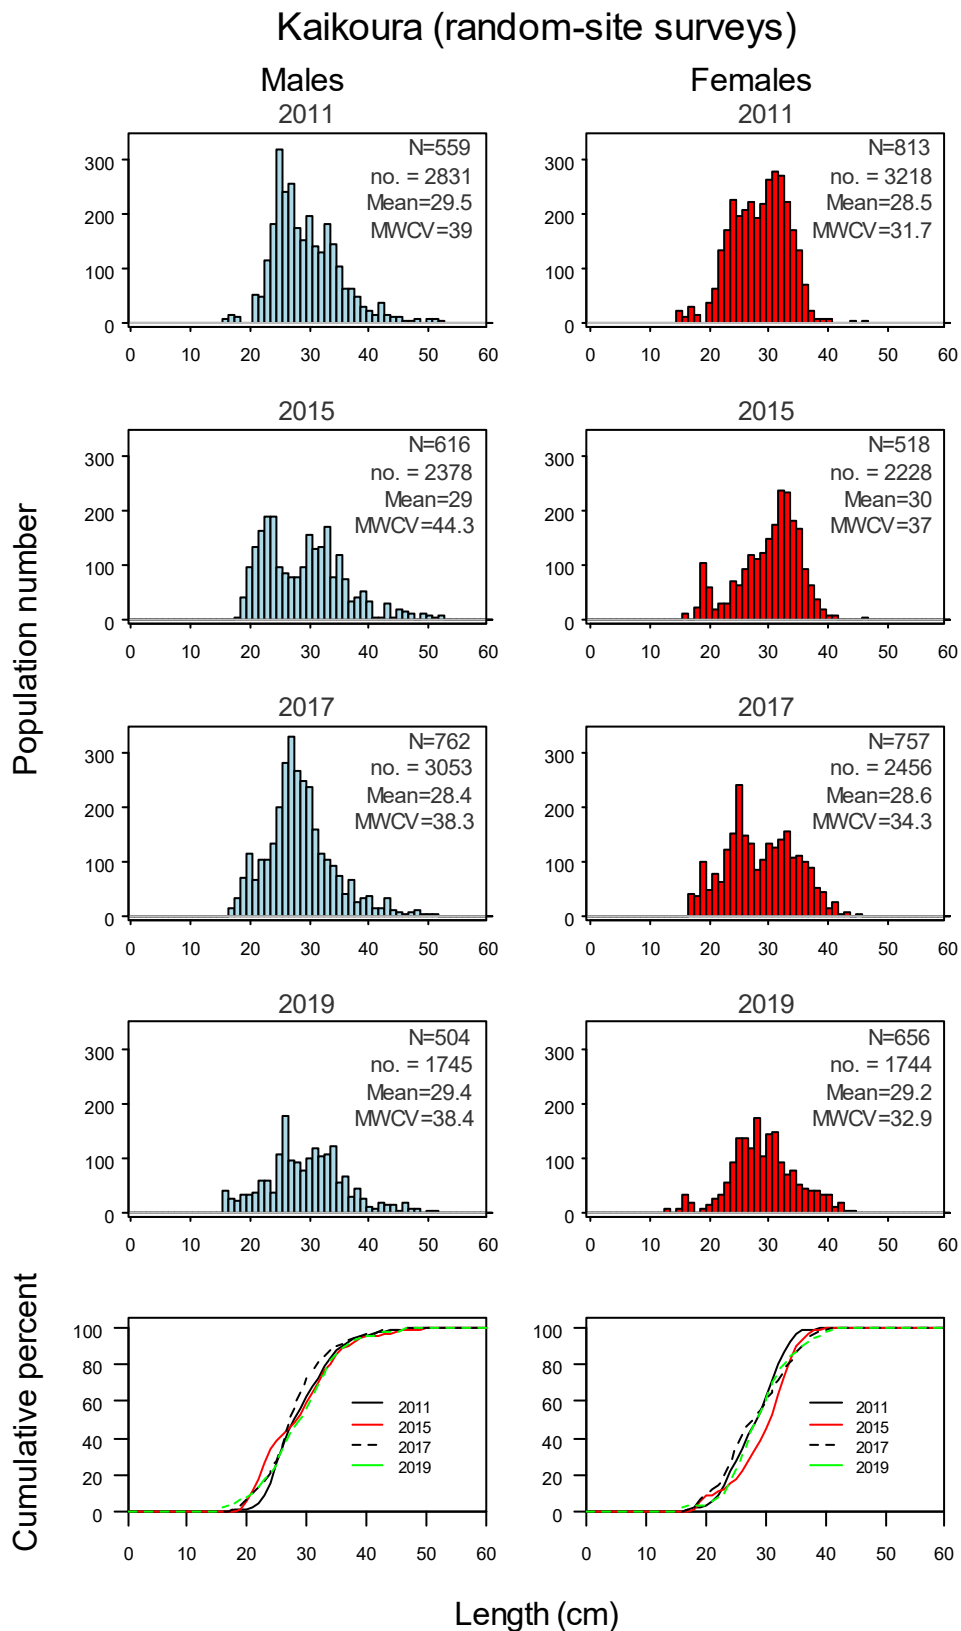 Kaikoura (random-site surveys)
Males
Females
2011
2011
N=559
no. = 2831
Mean=29.5
MWCV=39
300
200
100
0
0 10 20 30 40 50 60
N=813
no. = 3218
Mean=28.5
MWCV=31.7
300
200
100
0
0 10 20 30 40 50 60
2015
2015
N=616
no. = 2378
Mean=29
MWCV=44.3
300
200
100
0
0 10 20 30 40 50 60
N=518
no. = 2228
Mean=30
MWCV=37
300
200
100
0
0 10 20 30 40 50 60
Population number
2017
2017
N=762
no. = 3053
Mean=28.4
MWCV=38.3
300
200
100
0
0 10 20 30 40 50 60
N=757
no. = 2456
Mean=28.6
MWCV=34.3
300
200
100
0
0 10 20 30 40 50 60
2019
2019
N=504
no. = 1745
Mean=29.4
MWCV=38.4
300
200
100
0
0 10 20 30 40 50 60
N=656
no. = 1744
Mean=29.2
MWCV=32.9
300
200
100
0
0 10 20 30 40 50 60
Cumulative percent
100
80
60
40
20
0
2011
2015
2017
2019
0 10 20 30 40 50 60
100
80
60
40
20
0
2011
2015
2017
2019
0 10 20 30 40 50 60
Length (cm)